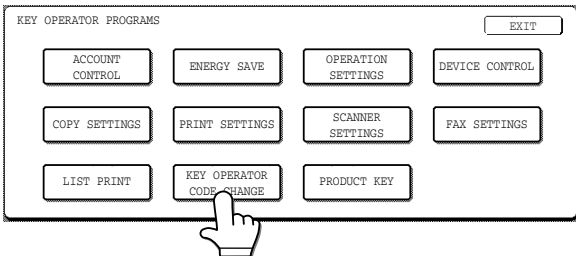 KEY OPERATOR PROGRAMS
EXIT
ACCOUNT
CONTROL
ENERGY SAVE
OPERATION
SETTINGS
DEVICE CONTROL
COPY SETTINGS
PRINT SETTINGS
SCANNER
SETTINGS
FAX SETTINGS
LIST PRINT
KEY OPERATOR
CODE CHANGE
PRODUCT KEY